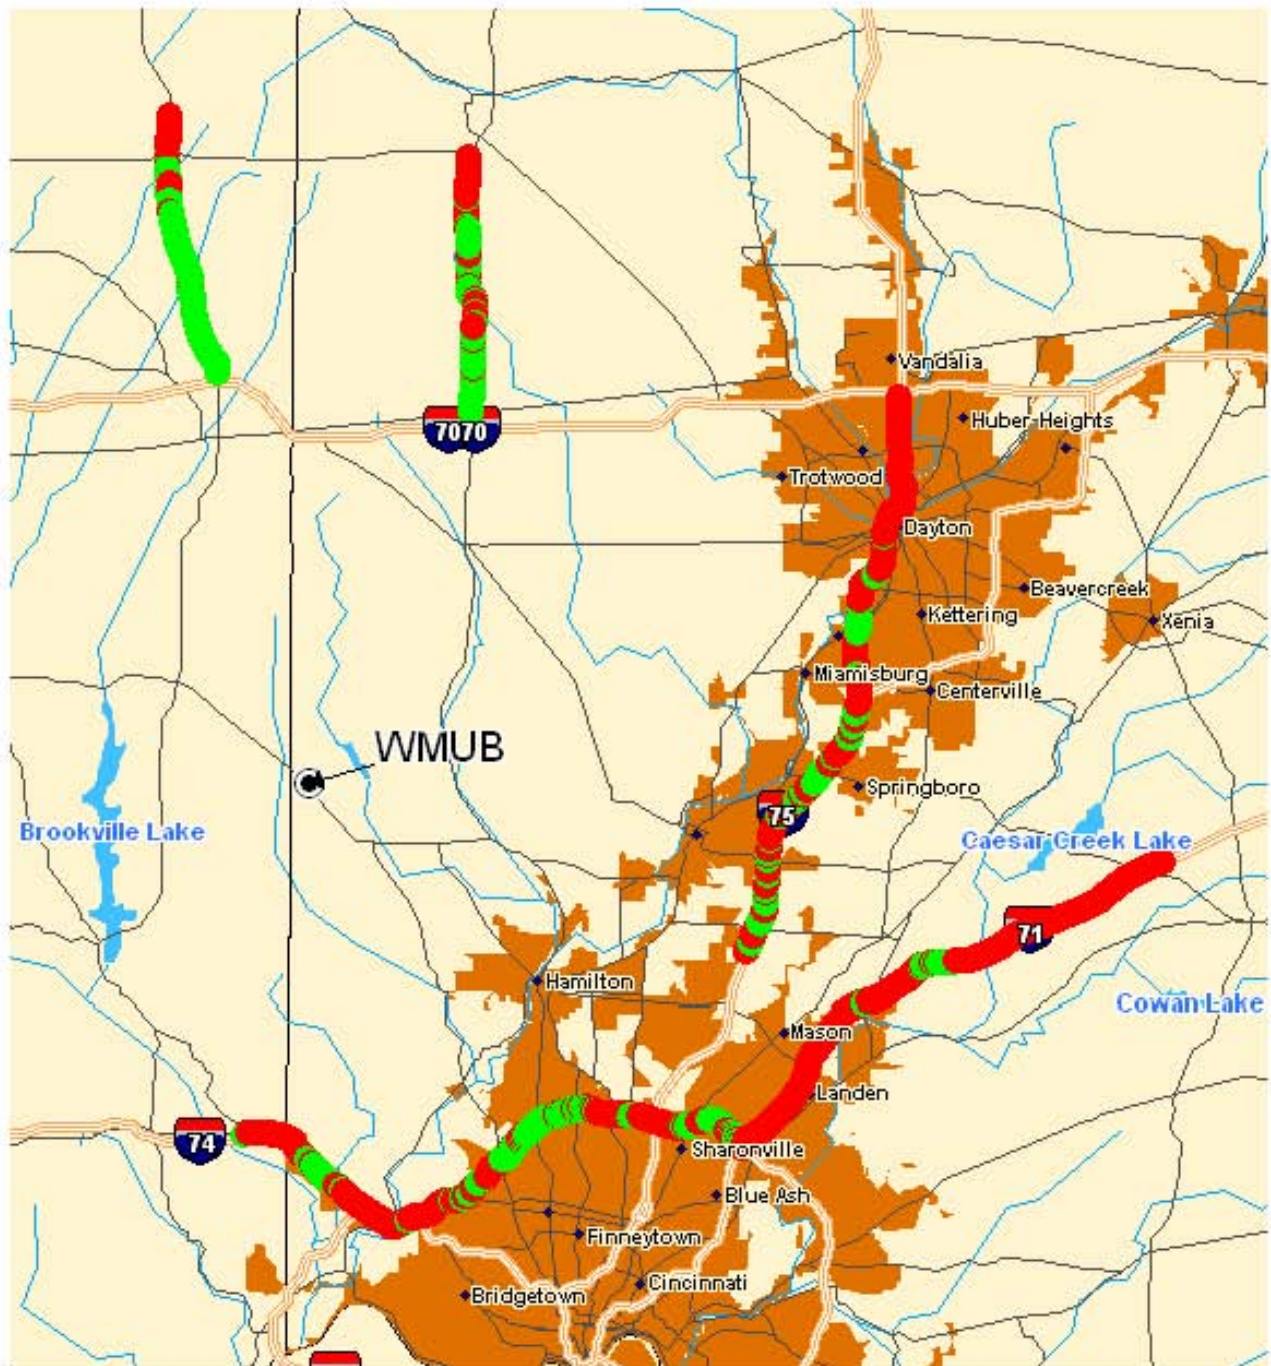 Vandalia
Huber Heights
7070
Trotwood
Dayton
Beavercreek
Kettering
Xenia
Miamisburg
Centerville
WMUB
Springboro
75
Brookville Lake
Caesar Creek Lake
71
Hamilton
Cowan Lake
Mason
Landen
74
Sharonville
Blue Ash
Finneytown
Cincinnati
Bridgetown